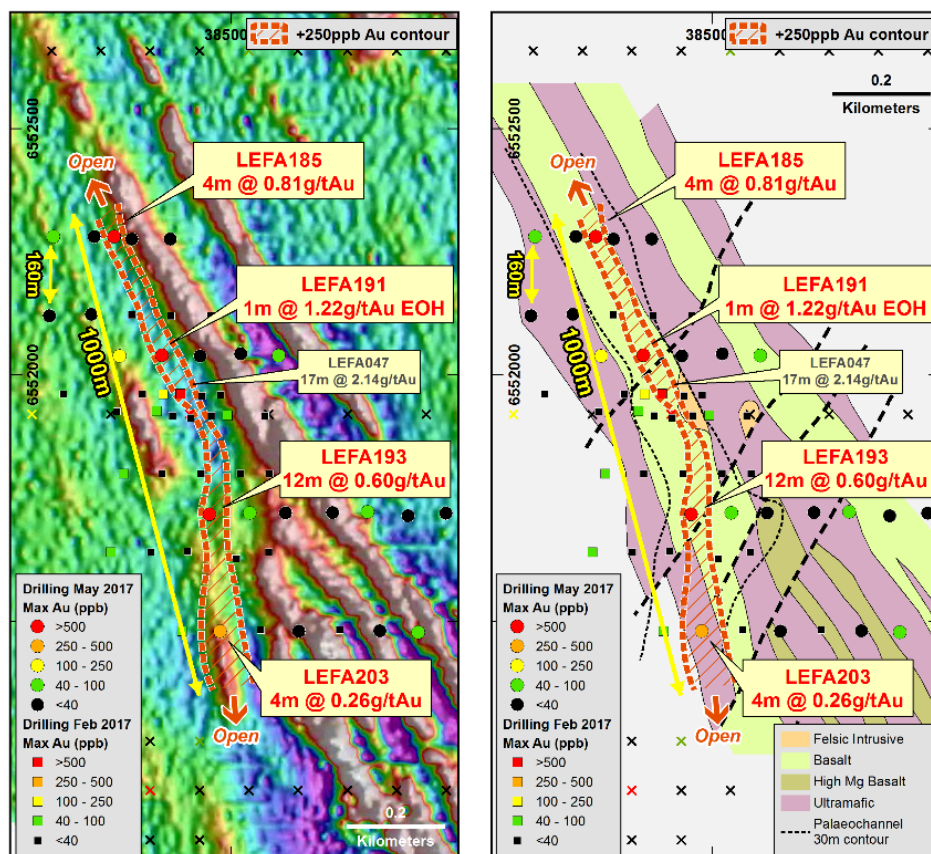 +250ppb Au contour
38500
6552500
Open
LEFA185
4m @ 0.81g/tAu
160m
LEFA191
1m @ 1.22g/tAu EOH
1000m
6552000
LEFA047
17m @ 2.14g/tAu
LEFA193
12m @ 0.60g/tAu
LEFA203
4m @ 0.26g/tAu
Open
Drilling May 2017
Max Au (ppb)
>500
250 - 500
100 - 250
40 - 100
<40
Drilling Feb 2017
Max Au (ppb)
>500
250 - 500
100 - 250
40 - 100
<40
0.2
Kilometers
+250ppb Au contour
38500
0.2
Kilometers
6552500
Open
LEFA185
4m @ 0.81g/tAu
160m
LEFA191
1m @ 1.22g/tAu EOH
1000m
6552000
LEFA047
17m @ 2.14g/tAu
LEFA193
12m @ 0.60g/tAu
LEFA203
4m @ 0.26g/tAu
Open
Drilling May 2017
Max Au (ppb)
>500
250 - 500
100 - 250
40 - 100
<40
Drilling Feb 2017
Max Au (ppb)
>500
250 - 500
100 - 250
40 - 100
<40
Felsic Intrusive
Basalt
High Mg Basalt
Ultramafic
Palaeochannel
30m contour